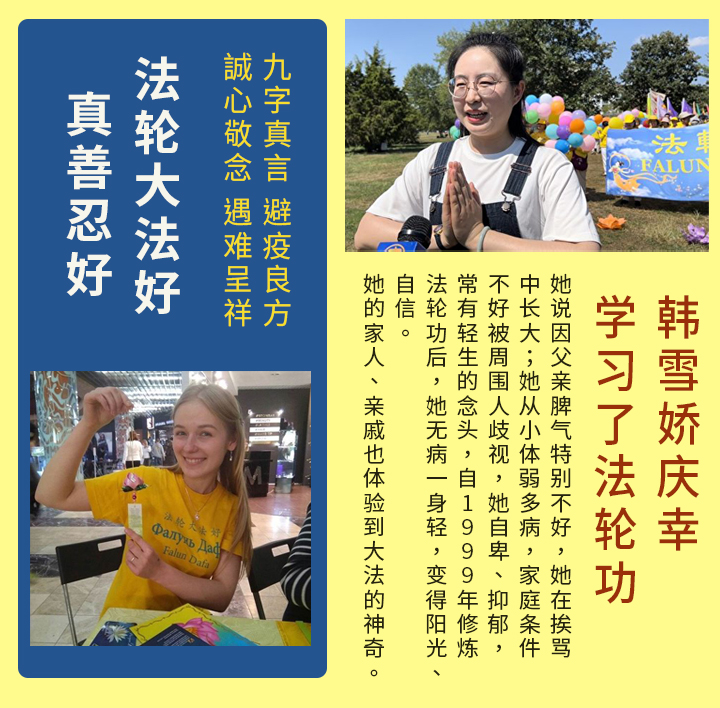 九字真言 避疫良方
誠心敬念 遇难呈祥
法轮大法好
真善忍好
韩雪娇庆幸
学习了法轮功
她说因父亲脾气特别不好，她在挨骂
中长大；她从小体弱多病，家庭条件
不好被周围人歧视，她自卑、抑郁，
常有轻生的念头，自1999年修炼
法轮功后，她无病一身轻，变得阳光、
自信。
她的家人、亲戚也体验到大法的神奇。
法
FALUN
法轮大法好
Фалунь Даф
Falun Dafa